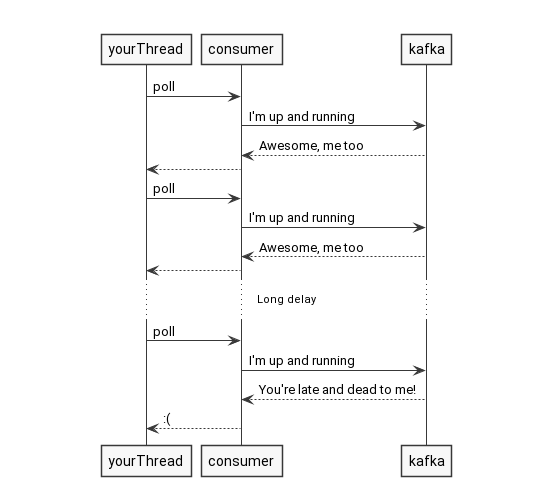 yourThread consumer kafka
poll
I'm up and running
Awesome, me too
poll
I'm up and running
Awesome, me too
Long delay
poll
I'm up and running
You're late and dead to me!
:(
yourThread consumer kafka